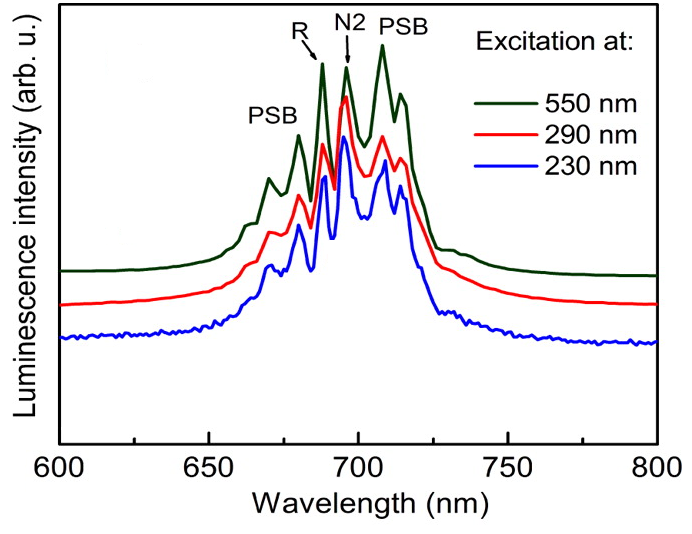 R
N2
PSB
PSB
Excitation at:
550 nm
290 nm
230 nm
Luminescence intensity (arb. u.)
600
650
700
750
800
Wavelength (nm)